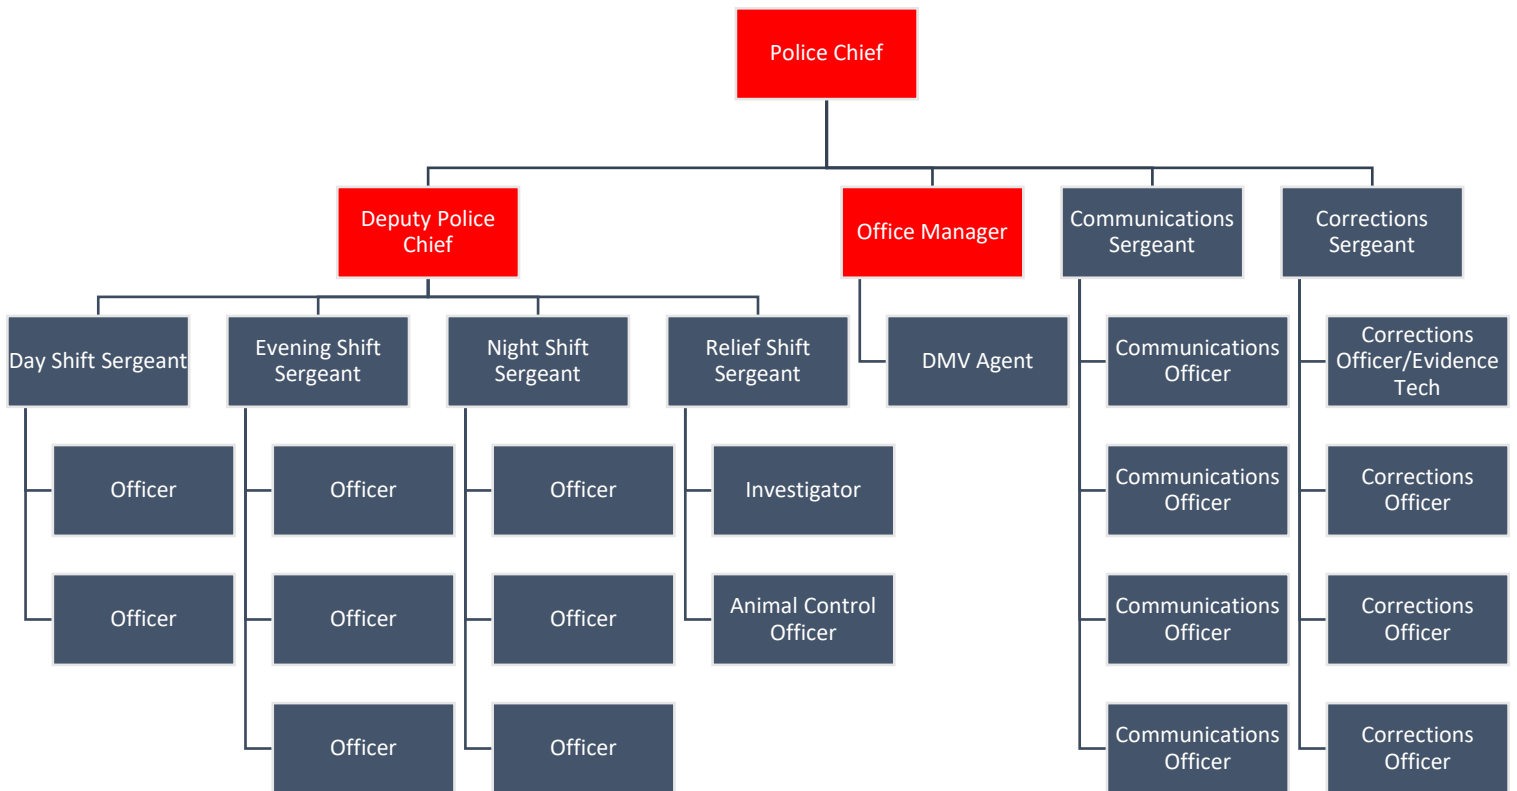 Police Chief
Deputy Police
Chief
Office Manager
Communications
Sergeant
Corrections
Sergeant
Day Shift Sergeant
Evening Shift
Sergeant
Night Shift
Sergeant
Relief Shift
Sergeant
DMV Agent
Communications
Officer
Corrections
Officer/Evidence
Tech
Officer
Officer
Officer
Investigator
Communications
Officer
Corrections
Officer
Officer
Officer
Officer
Animal Control
Officer
Communications
Officer
Corrections
Officer
Officer
Officer
Communications
Officer
Corrections
Officer